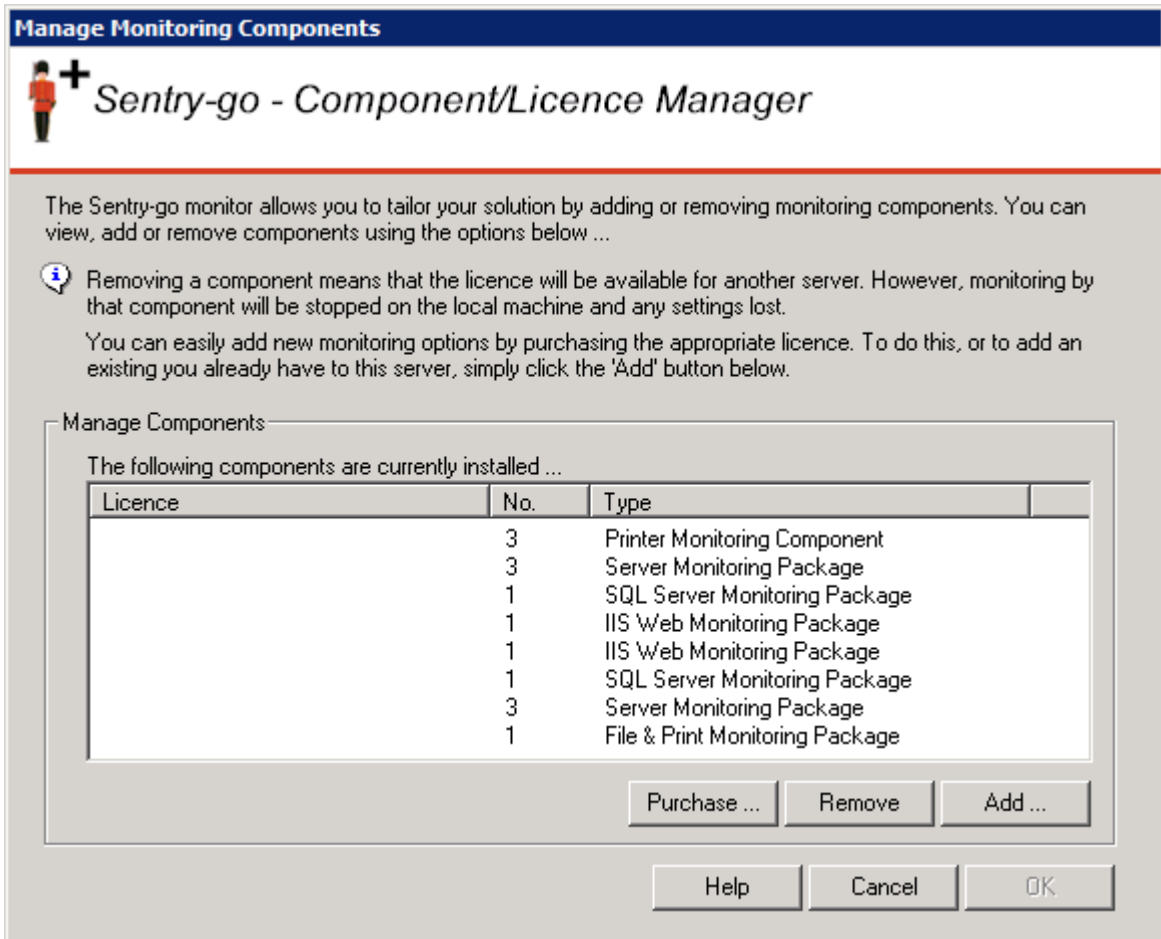 Manage Monitoring Components
+
Sentry-go - Component/Licence Manager
The Sentry-go monitor allows you to tailor your solution by adding or removing monitoring components. You can
view, add or remove components using the options below ...
Removing a component means that the licence will be available for another server. However, monitoring by
that component will be stopped on the local machine and any settings lost.
You can easily add new monitoring options by purchasing the appropriate licence. To do this, or to add an
existing you already have to this server, simply click the 'Add' button below.
Manage Components
The following components are currently installed ...
Licence No. Type
3 Printer Monitoring Component
3 Server Monitoring Package
1 SQL Server Monitoring Package
1 IIS Web Monitoring Package
1 IIS Web Monitoring Package
1 SQL Server Monitoring Package
3 Server Monitoring Package
1 File & Print Monitoring Package
Purchase ... Remove Add ...
Help Cancel OK